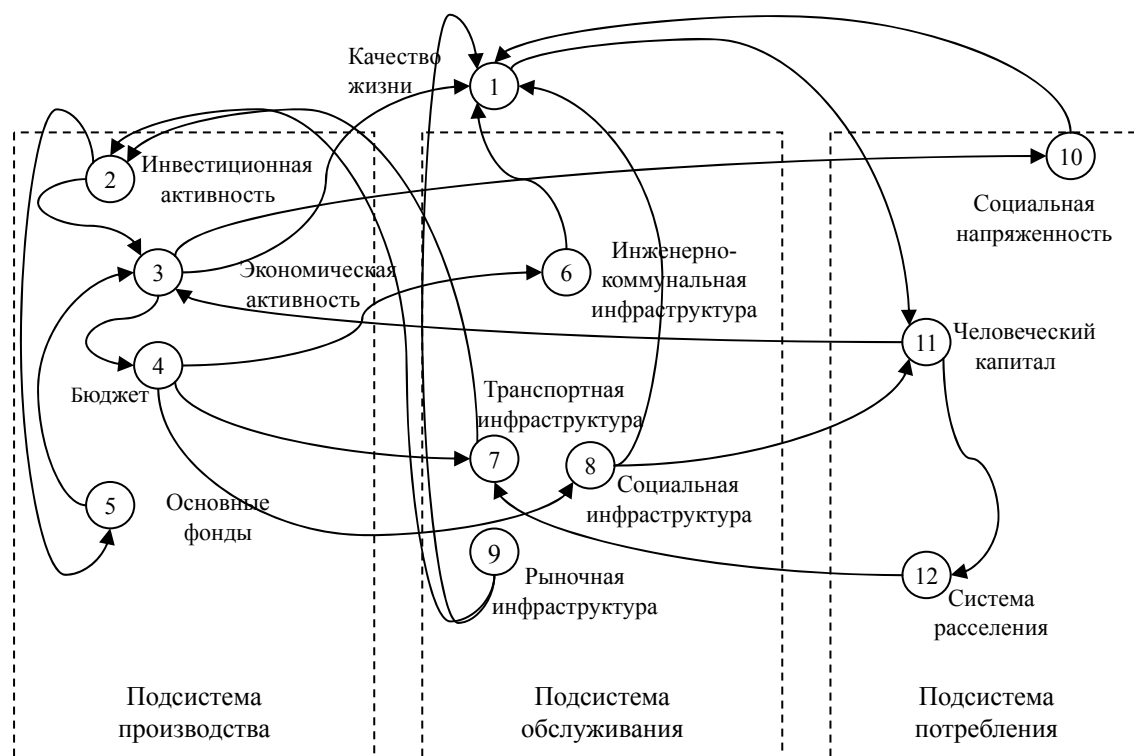 Качество
жизни
1
2
Инвестиционная
активность
10
Социальная
напряженность
3
Экономическая
активность
6
Инженерно-
коммунальная
инфраструктура
11
Человеческий
капитал
4
Бюджет
Транспортная
инфраструктура
7
8
Социальная
инфраструктура
5
Основные
фонды
9
Рыночная
инфраструктура
12
Система
расселения
Подсистема
производства
Подсистема
обслуживания
Подсистема
потребления